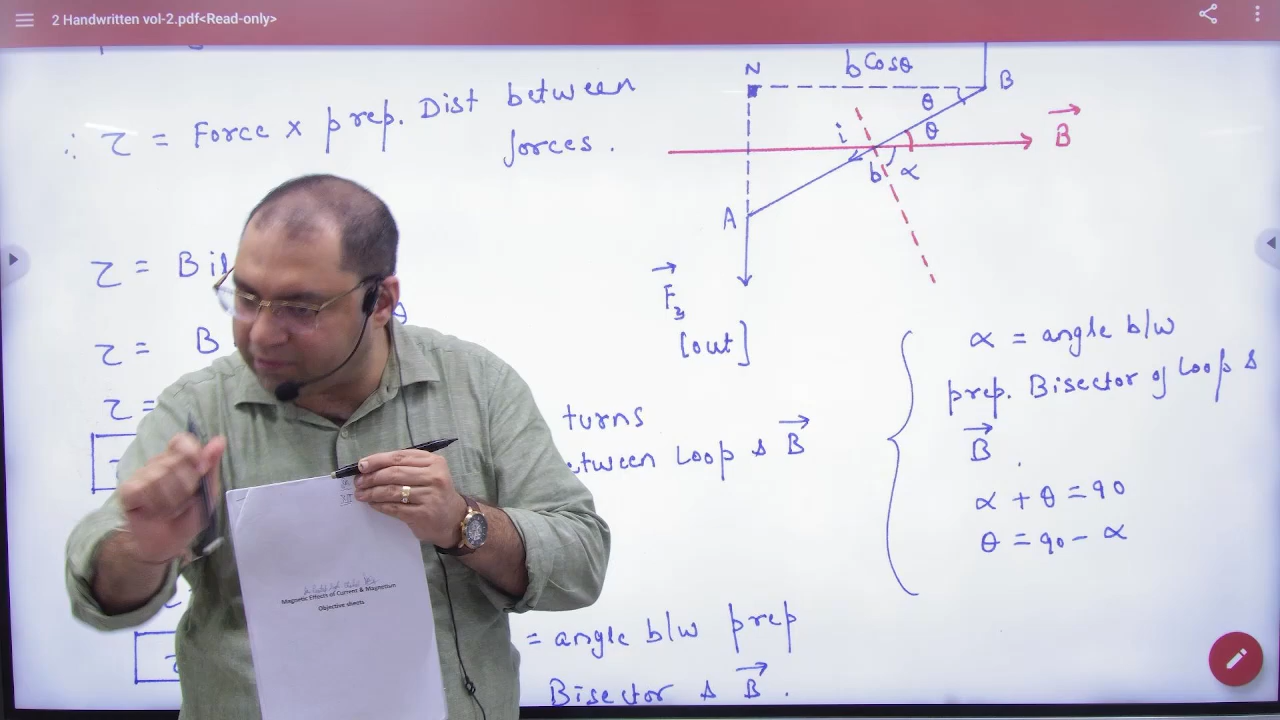 2 Handwritten vol-2.pdf<Read-only>
∴ τ = Force × prep. Dist between
forces.
N
b Cosθ
B
θ
θ
i
B⃗
b
α
A
F⃗₃
[out]
τ = Bil
τ = B
τ =
turns
between Loop & B⃗
= angle b/w prep
Bisector & B⃗.
α = angle b/w
prep. Bisector of Loop &
B⃗.
α + θ = 90
θ = 90 − α
Magnetic Effects of Current & Magnetism
Objective sheets